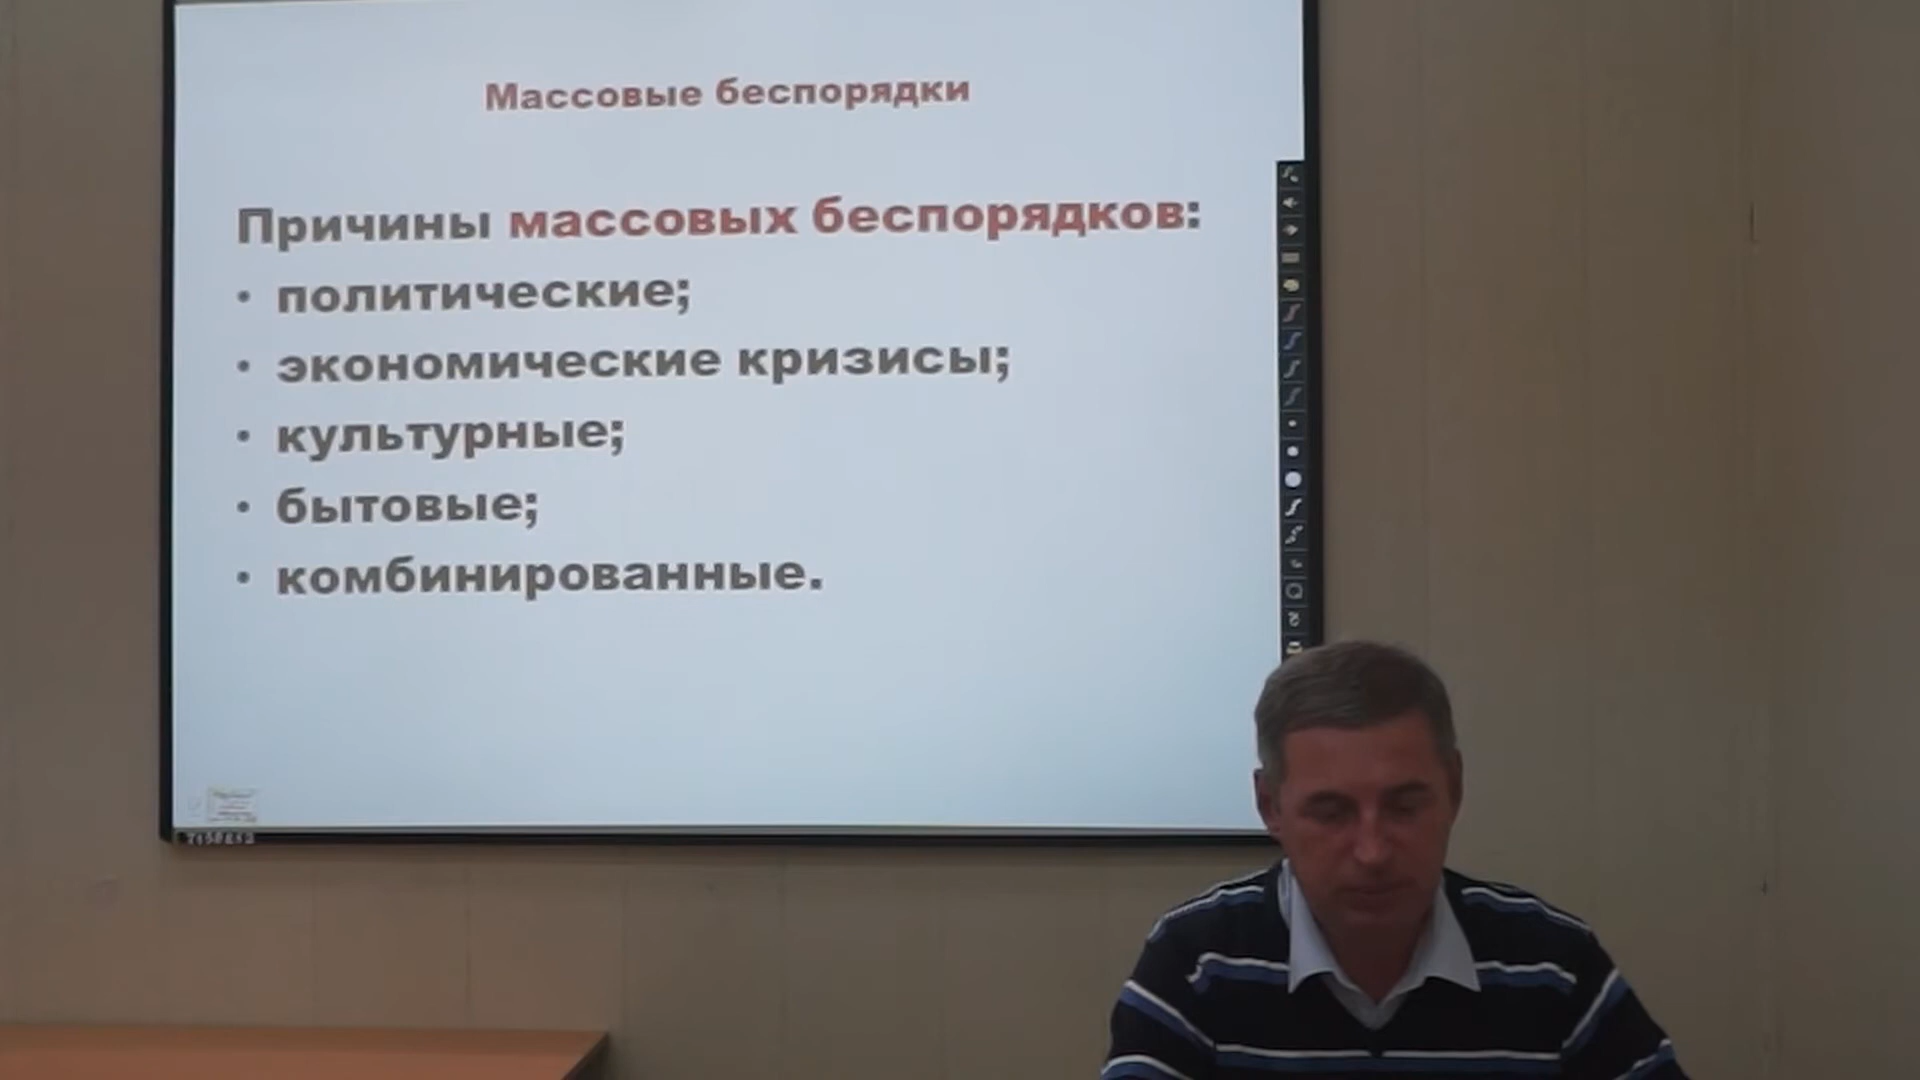 Массовые беспорядки
Причины массовых беспорядков:
• политические;
• экономические кризисы;
• культурные;
• бытовые;
• комбинированные.